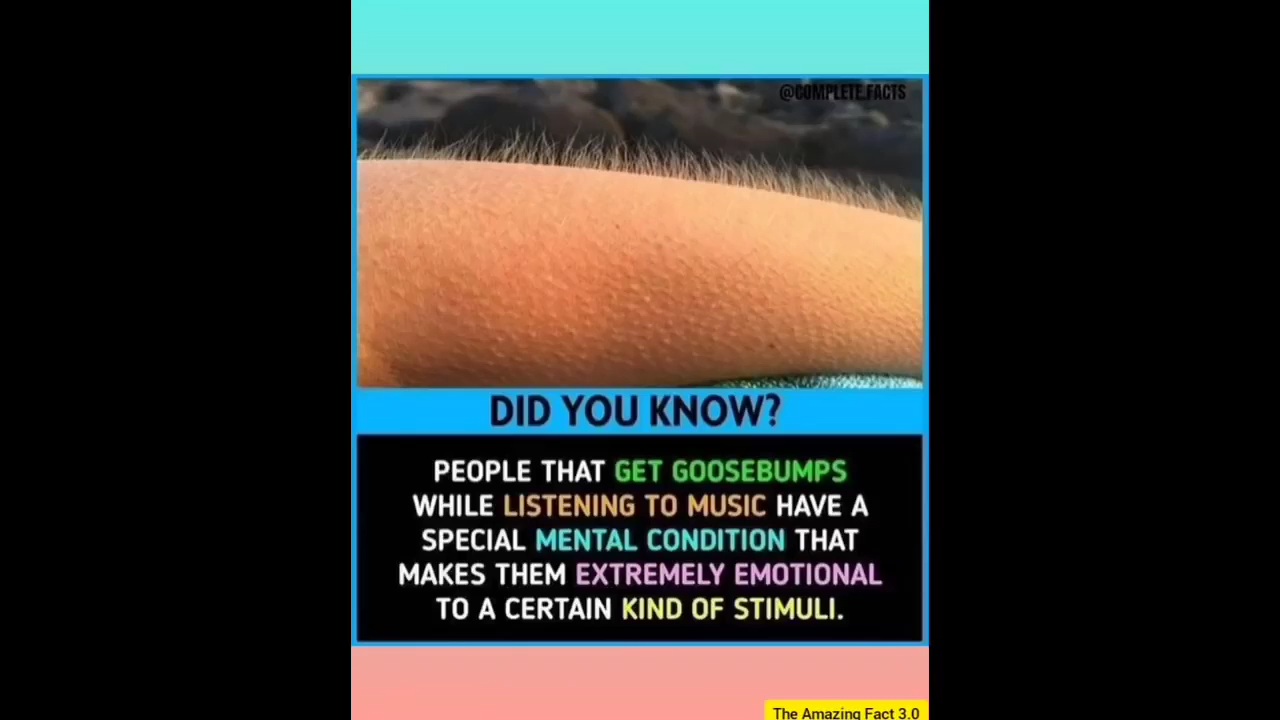 @COMPLETE.FACTS
DID YOU KNOW?
PEOPLE THAT GET GOOSEBUMPS
WHILE LISTENING TO MUSIC HAVE A
SPECIAL MENTAL CONDITION THAT
MAKES THEM EXTREMELY EMOTIONAL
TO A CERTAIN KIND OF STIMULI.
The Amazing Fact 3.0